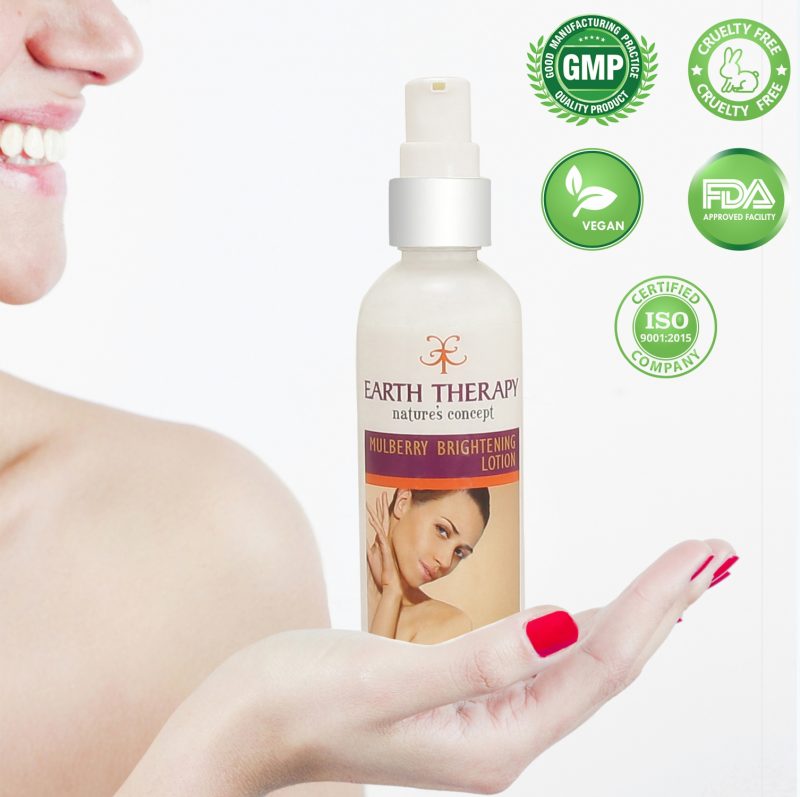 GOOD MANUFACTURING PRACTICE
GMP
QUALITY PRODUCT
CRUELTY FREE
CRUELTY FREE
VEGAN
FDA
APPROVED FACILITY
CERTIFIED
ISO
9001:2015
COMPANY
EARTH THERAPY
nature's concept
MULBERRY BRIGHTENING
LOTION